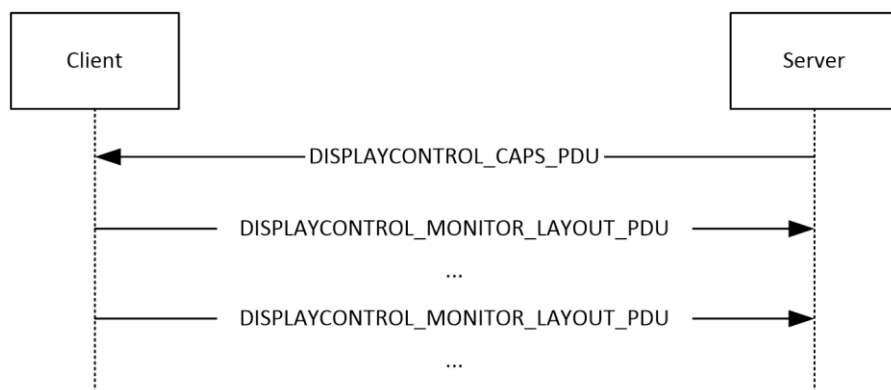 Client
Server
DISPLAYCONTROL_CAPS_PDU
DISPLAYCONTROL_MONITOR_LAYOUT_PDU
...
DISPLAYCONTROL_MONITOR_LAYOUT_PDU
...